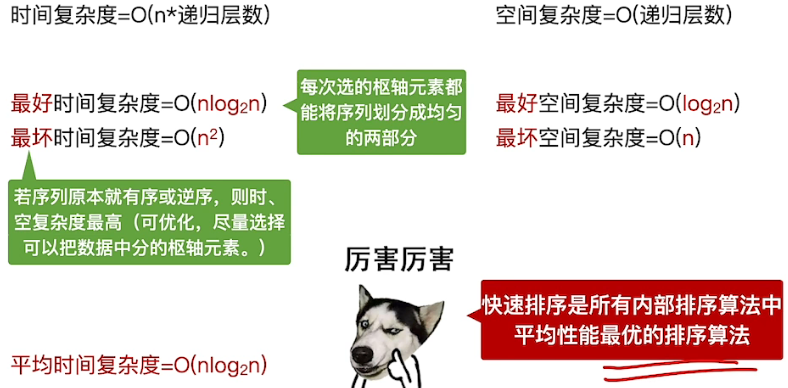 时间复杂度=O(n*递归层数)
空间复杂度=O(递归层数)
最好时间复杂度=O(nlog₂n)
最坏时间复杂度=O(n²)
每次选的枢轴元素都
能将序列划分成均匀
的两部分
最好空间复杂度=O(log₂n)
最坏空间复杂度=O(n)
若序列原本就有序或逆序，则时、
空复杂度最高（可优化，尽量选择
可以把数据中分的枢轴元素。）
厉害厉害
快速排序是所有内部排序算法中
平均性能最优的排序算法
平均时间复杂度=O(nlog₂n)